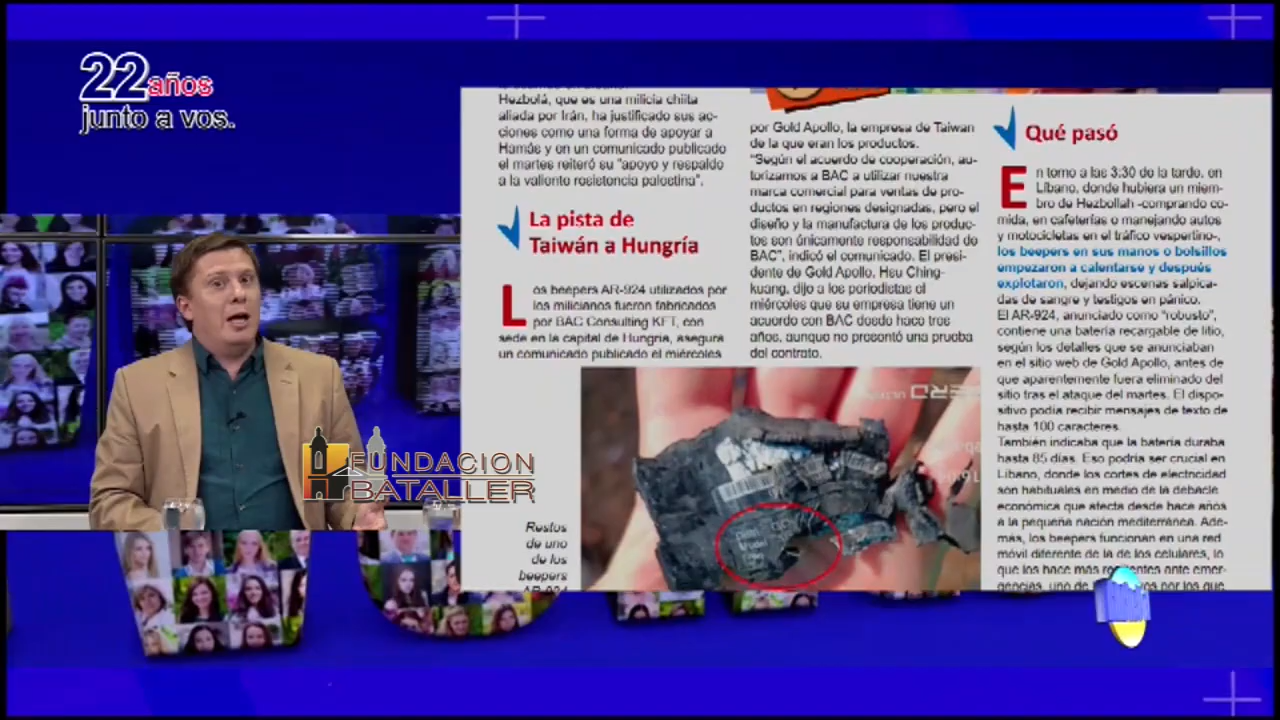 22 años
junto a vos.
FUNDACION
BATALLER
Hezbolá, que es una milicia chiita
aliada por Irán, ha justificado sus ac-
ciones como una forma de apoyar a
Hamás y en un comunicado publicado
el martes reiteró su "apoyo y respaldo
a la valiente resistencia palestina".
La pista de
Taiwán a Hungría
Los beepers AR-924 utilizados por
los milicianos fueron fabricados
por BAC Consulting KFT, con
sede en la capital de Hungría, asegura
un comunicado publicado el miércoles
Restos
de uno
de los
beepers
AR-924
por Gold Apollo, la empresa de Taiwan
de la que eran los productos.
"Según el acuerdo de cooperación, au-
torizamos a BAC a utilizar nuestra
marca comercial para ventas de pro-
ductos en regiones designadas, pero el
diseño y la manufactura de los produc-
tos son únicamente responsabilidad de
BAC", indicó el comunicado. El presi-
dente de Gold Apollo, Hsu Ching-
kuang, dijo a los periodistas el
miércoles que su empresa tiene un
acuerdo con BAC desde hace tres
años, aunque no presentó una prueba
del contrato.
Qué pasó
En torno a las 3:30 de la tarde, en
Líbano, donde hubiera un miem-
bro de Hezbollah -comprando co-
mida, en cafeterías o manejando autos
y motocicletas en el tráfico vespertino-,
los beepers en sus manos o bolsillos
empezaron a calentarse y después
explotaron, dejando escenas salpica-
das de sangre y testigos en pánico.
El AR-924, anunciado como "robusto",
contiene una batería recargable de litio,
según los detalles que se anunciaban
en el sitio web de Gold Apollo, antes de
que aparentemente fuera eliminado del
sitio tras el ataque del martes. El dispo-
sitivo podía recibir mensajes de texto de
hasta 100 caracteres.
También indicaba que la batería duraba
hasta 85 días. Eso podría ser crucial en
Líbano, donde los cortes de electricidad
son habituales en medio de la debacle
económica que afecta desde hace años
a la pequeña nación mediterránea. Ade-
más, los beepers funcionan en una red
móvil diferente de la de los celulares, lo
que los hace más ante emer-
gencias, uno de por los que